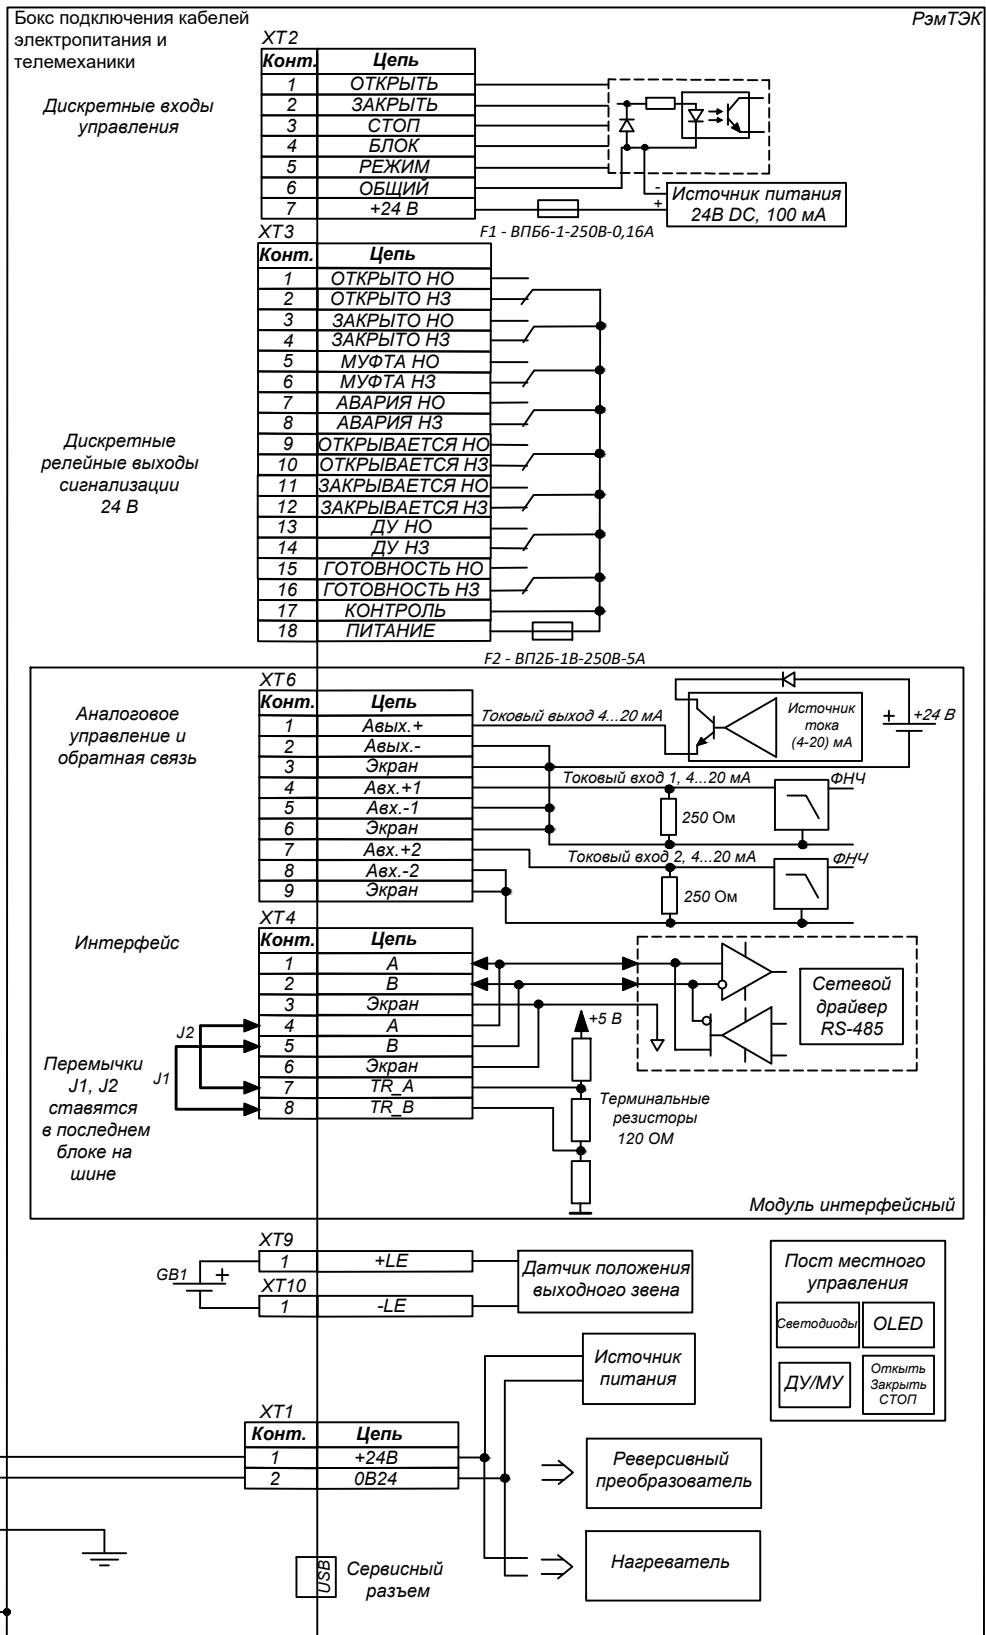 Бокс подключения кабелей
электропитания и
телемеханики
РэмТЭК
Дискретные входы
управления
XT2
Конт. Цепь
1 ОТКРЫТЬ
2 ЗАКРЫТЬ
3 СТОП
4 БЛОК
5 РЕЖИМ
6 ОБЩИЙ
7 +24 В
- Источник питания
+ 24В DC, 100 мА
F1 - ВПБ6-1-250В-0,16А
Дискретные
релейные выходы
сигнализации
24 В
XT3
Конт. Цепь
1 ОТКРЫТО НО
2 ОТКРЫТО НЗ
3 ЗАКРЫТО НО
4 ЗАКРЫТО НЗ
5 МУФТА НО
6 МУФТА НЗ
7 АВАРИЯ НО
8 АВАРИЯ НЗ
9 ОТКРЫВАЕТСЯ НО
10 ОТКРЫВАЕТСЯ НЗ
11 ЗАКРЫВАЕТСЯ НО
12 ЗАКРЫВАЕТСЯ НЗ
13 ДУ НО
14 ДУ НЗ
15 ГОТОВНОСТЬ НО
16 ГОТОВНОСТЬ НЗ
17 КОНТРОЛЬ
18 ПИТАНИЕ
F2 - ВП2Б-1В-250В-5А
Аналоговое
управление и
обратная связь
XT6
Конт. Цепь
1 Авых.+
2 Авых.-
3 Экран
4 Авх.+1
5 Авх.-1
6 Экран
7 Авх.+2
8 Авх.-2
9 Экран
Токовый выход 4...20 мА
Источник
тока
(4-20) мА
+ +24 В
Токовый вход 1, 4...20 мА
ФНЧ
250 Ом
Токовый вход 2, 4...20 мА
ФНЧ
250 Ом
Интерфейс
XT4
Конт. Цепь
1 A
2 B
3 Экран
4 A
5 B
6 Экран
7 TR_A
8 TR_B
J2
J1
Перемычки
J1, J2
ставятся
в последнем
блоке на
шине
+5 В
Терминальные
резисторы
120 ОМ
Сетевой
драйвер
RS-485
Модуль интерфейсный
XT9
1 +LE
GB1 +
XT10
1 -LE
Датчик положения
выходного звена
Пост местного
управления
Светодиоды
OLED
ДУ/МУ
Откыть
Закрыть
СТОП
Источник
питания
XT1
Конт. Цепь
1 +24В
2 0В24
Реверсивный
преобразователь
Нагреватель
USB
Сервисный
разъем